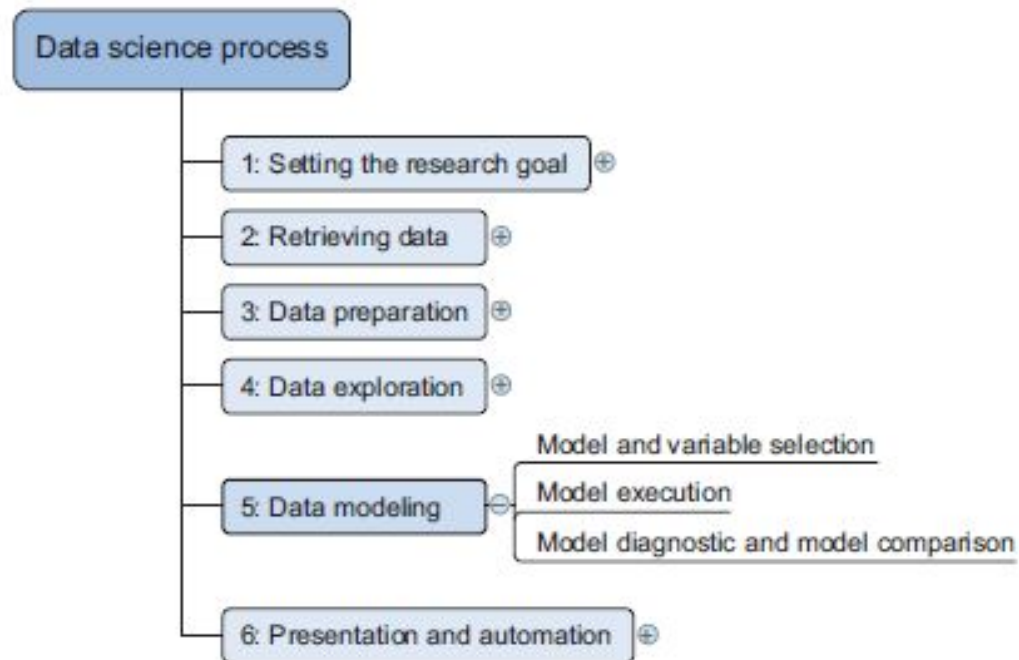 Data science process
1: Setting the research goal
2: Retrieving data
3: Data preparation
4: Data exploration
Model and variable selection
5: Data modeling
Model execution
Model diagnostic and model comparison
6: Presentation and automation